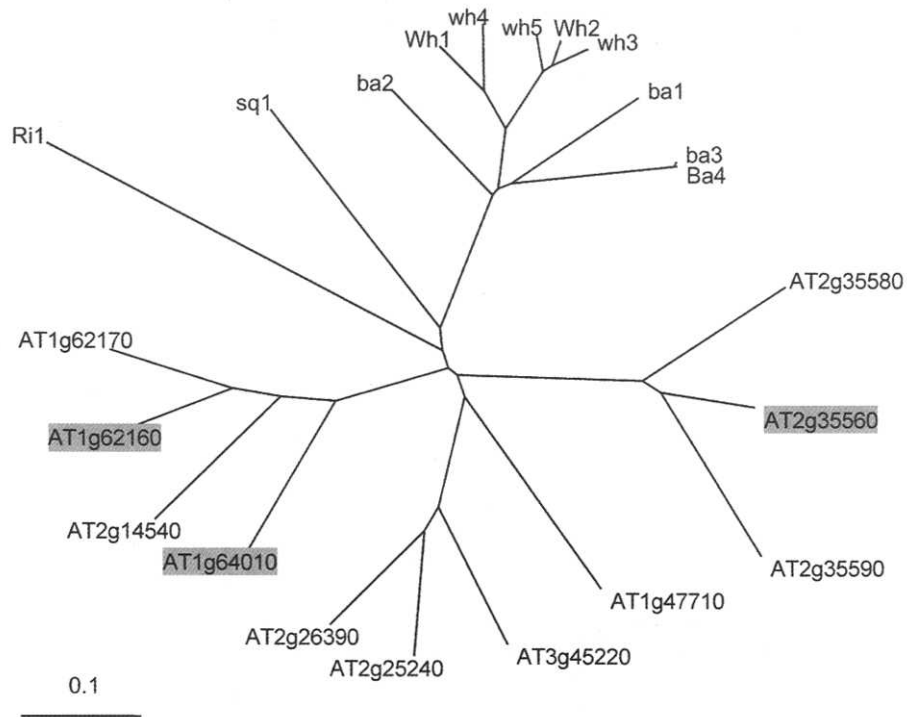 wh4
Wh1
wh5
Wh2
wh3
ba2
sq1
ba1
Ri1
ba3
Ba4
AT2g35580
AT1g62170
AT2g35560
AT1g62160
AT2g14540
AT1g64010
AT2g35590
AT1g47710
AT2g26390
AT2g25240
AT3g45220
0.1